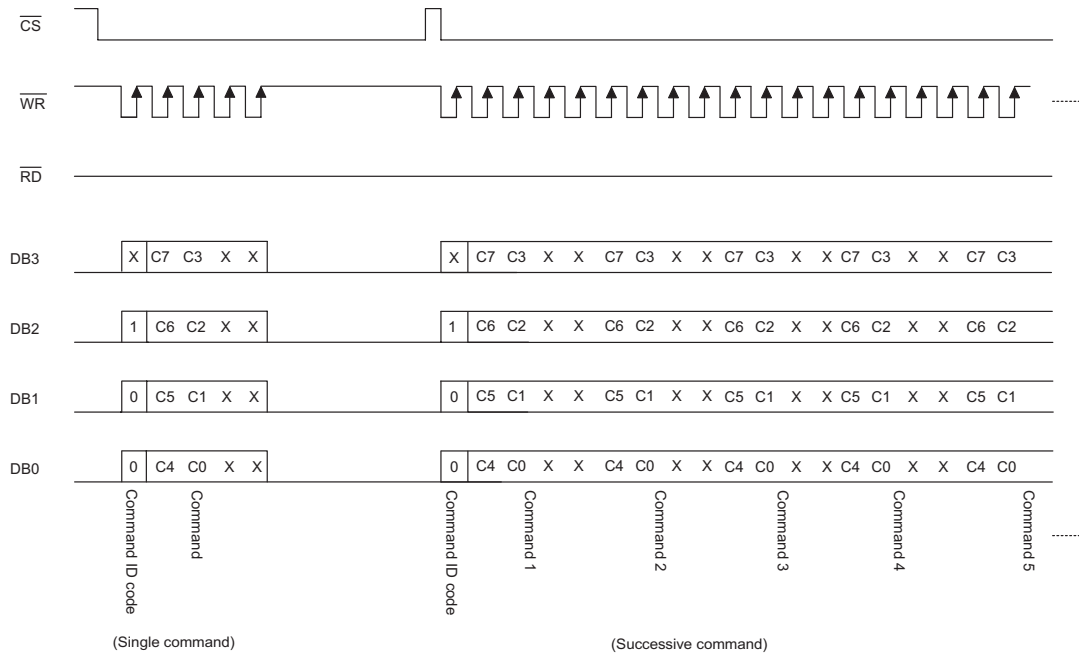 CS
WR
RD
DB3 X C7 C3 X X X C7 C3 X X C7 C3 X X C7 C3 X X C7 C3 X X C7 C3
DB2 1 C6 C2 X X 1 C6 C2 X X C6 C2 X X C6 C2 X X C6 C2 X X C6 C2
DB1 0 C5 C1 X X 0 C5 C1 X X C5 C1 X X C5 C1 X X C5 C1 X X C5 C1
DB0 0 C4 C0 X X 0 C4 C0 X X C4 C0 X X C4 C0 X X C4 C0 X X C4 C0
Command ID code
Command
Command ID code
Command 1
Command 2
Command 3
Command 4
Command 5
(Single command) (Successive command)